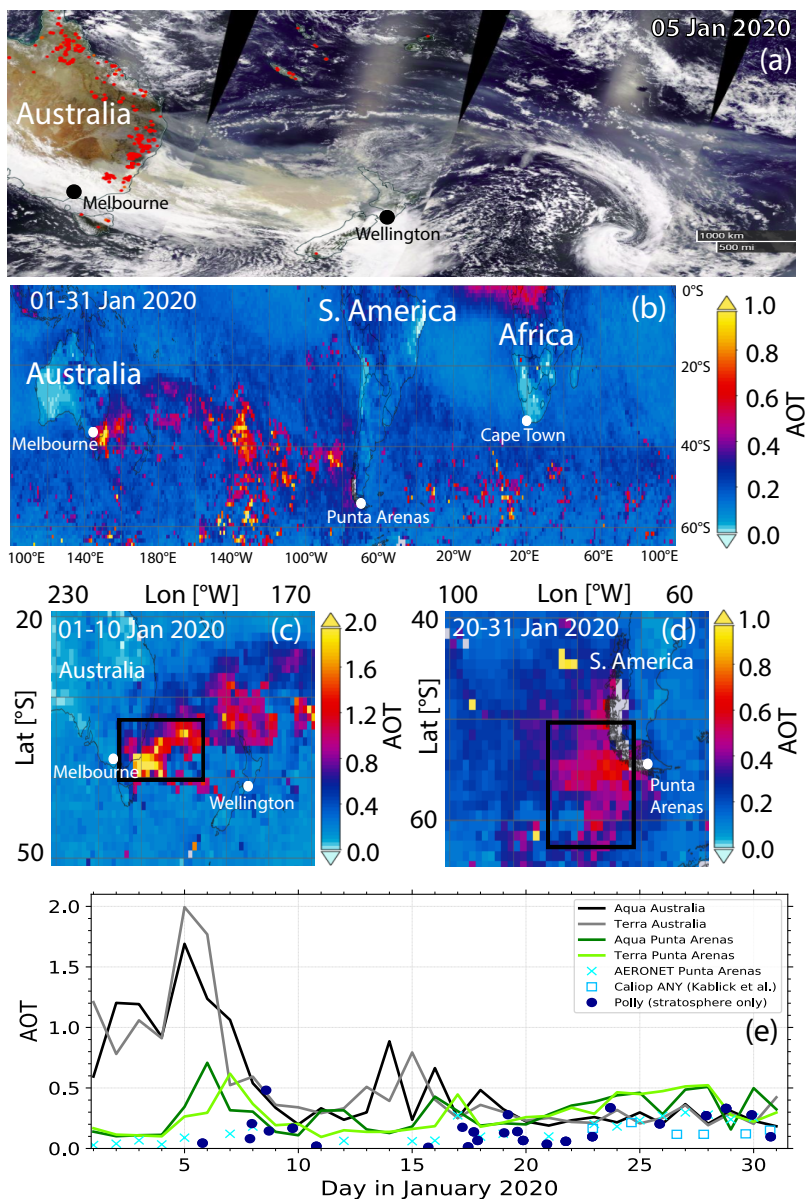 05 Jan 2020
(a)
Australia
Melbourne
Wellington
1000 km
500 mi
01-31 Jan 2020
S. America
Africa
(b)
Australia
Melbourne
Cape Town
Punta Arenas
0°S
20°S
40°S
60°S
100°E 140°E 180°E 140°W 100°W 60°W 20°W 20°E 60°E 100°E
1.0
0.8
0.6
0.4
0.2
0.0
AOT
230 Lon [°W] 170
01-10 Jan 2020
(c)
Australia
Melbourne
Wellington
20
Lat [°S]
50
2.0
1.6
1.2
0.8
0.4
0.0
AOT
100 Lon [°W] 60
20-31 Jan 2020
(d)
S. America
Punta
Arenas
40
Lat [°S]
60
1.0
0.8
0.6
0.4
0.2
0.0
AOT
2.0
1.5
1.0
0.5
0.0
AOT
Aqua Australia
Terra Australia
Aqua Punta Arenas
Terra Punta Arenas
AERONET Punta Arenas
Caliop ANY (Kablick et al.)
Polly (stratosphere only)
(e)
5 10 15 20 25 30
Day in January 2020